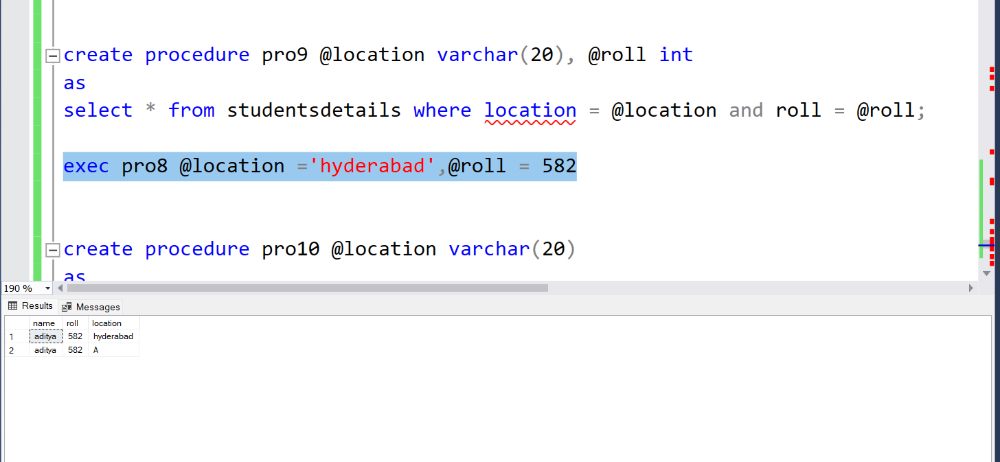 create procedure pro9 @location varchar(20), @roll int
as
select * from studentsdetails where location = @location and roll = @roll;
exec pro8 @location ='hyderabad',@roll = 582
create procedure pro10 @location varchar(20)
as
190 %
Results Messages
name roll location
1 aditya 582 hyderabad
2 aditya 582 A